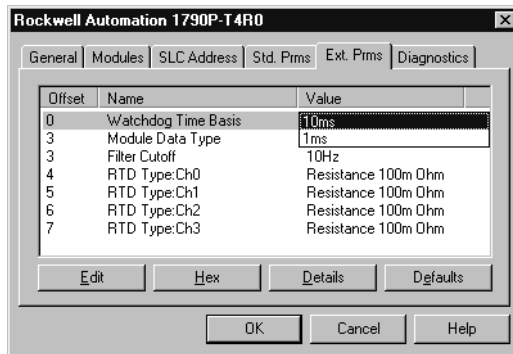 Rockwell Automation 1790P-T4R0
General Modules SLC Address Std. Prms Ext. Prms Diagnostics
Offset Name Value
0 Watchdog Time Basis 10ms
3 Module Data Type 1ms
3 Filter Cutoff 10Hz
4 RTD Type:Ch0 Resistance 100m Ohm
5 RTD Type:Ch1 Resistance 100m Ohm
6 RTD Type:Ch2 Resistance 100m Ohm
7 RTD Type:Ch3 Resistance 100m Ohm
Edit Hex Details Defaults
OK Cancel Help